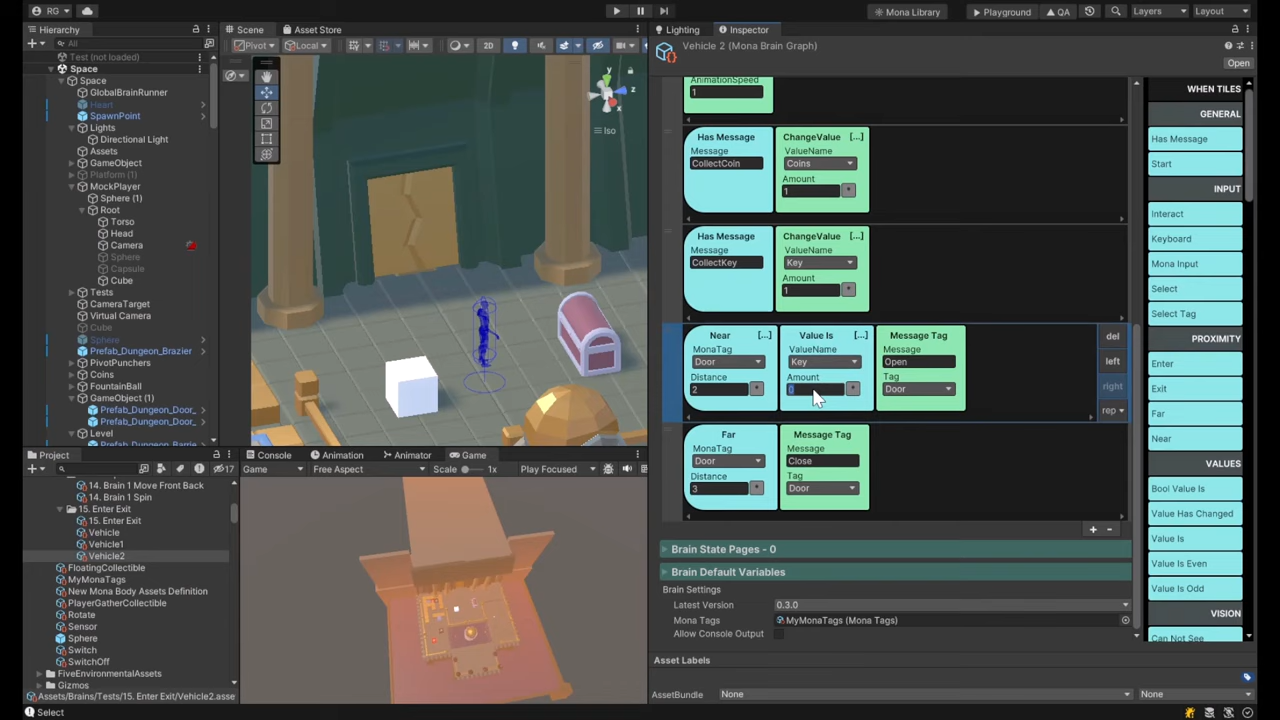 RG
Mona Library
Playground
QA
Layers
Layout
Hierarchy
All
Test (not loaded)
Space
Space
GlobalBrainRunner
Heart
SpawnPoint
Lights
Directional Light
Assets
GameObject
Platform (1)
MockPlayer
Sphere (1)
Root
Torso
Head
Camera
Sphere
Capsule
Cube
Tests
CameraTarget
Virtual Camera
Cube
Sphere
Prefab_Dungeon_Brazier
PivotPunchers
Coins
FountainBall
GameObject (1)
Prefab_Dungeon_Door_
Prefab_Dungeon_Door_
Level
Prefab_Dungeon_Barrie
Scene
Asset Store
Pivot
Local
2D
y
z
x
Iso
Project
17
14. Brain 1 Move Front Back
14. Brain 1 Spin
15. Enter Exit
15. Enter Exit
Vehicle
Vehicle1
Vehicle2
FloatingCollectible
MyMonaTags
New Mona Body Assets Definition
PlayerGatherCollectible
Rotate
Sensor
Sphere
Switch
SwitchOff
FiveEnvironmentalAssets
Gizmos
Assets/Brains/Tests/15. Enter Exit/Vehicle2.asse
Select
Console
Animation
Animator
Game
Game
Free Aspect
Scale
1x
Play Focused
Lighting
Inspector
Vehicle 2 (Mona Brain Graph)
Open
AnimationSpeed
1
Has Message
Message
CollectCoin
ChangeValue [...]
ValueName
Coins
Amount
1 *
Has Message
Message
CollectKey
ChangeValue [...]
ValueName
Key
Amount
1 *
Near [...]
MonaTag
Door
Distance
2 *
Value Is [...]
ValueName
Key
Amount
*
Message Tag
Message
Open
Tag
Door
del
left
right
rep
Far
MonaTag
Door
Distance
3 *
Message Tag
Message
Close
Tag
Door
+ -
Brain State Pages - 0
Brain Default Variables
Brain Settings
Latest Version
0.3.0
Mona Tags
MyMonaTags (Mona Tags)
Allow Console Output
Asset Labels
AssetBundle
None
None
WHEN TILES
GENERAL
Has Message
Start
INPUT
Interact
Keyboard
Mona Input
Select
Select Tag
PROXIMITY
Enter
Exit
Far
Near
VALUES
Bool Value Is
Value Has Changed
Value Is
Value Is Even
Value Is Odd
VISION
Can Not See